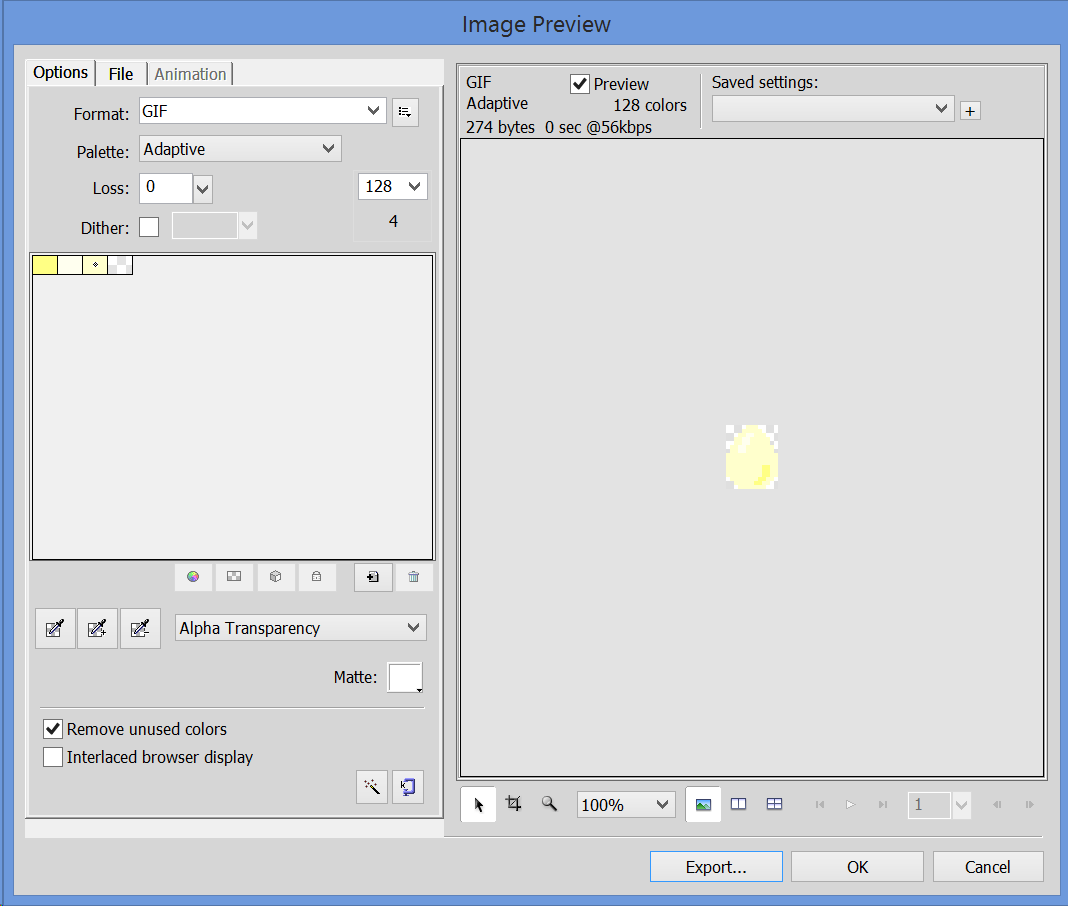 Image Preview
Options File Animation
Format: GIF
Palette: Adaptive
Loss: 0 128
Dither: 4
Alpha Transparency
Matte:
Remove unused colors
Interlaced browser display
GIF Preview Saved settings:
Adaptive 128 colors
274 bytes 0 sec @56kbps
100% 1
Export... OK Cancel